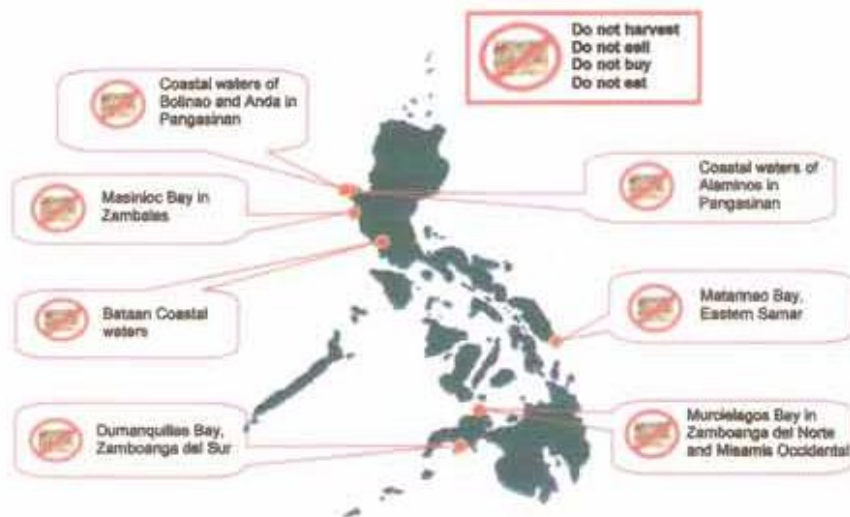 Do not harvest
Do not sell
Do not buy
Do not eat
Coastal waters of
Bolinao and Anda in
Pangasinan
Coastal waters of
Alaminos in
Pangasinan
Masinloc Bay in
Zambales
Bataan Coastal
waters
Matarinao Bay,
Eastern Samar
Dumanquillas Bay,
Zamboanga del Sur
Murcielagos Bay in
Zamboanga del Norte
and Misamis Occidental